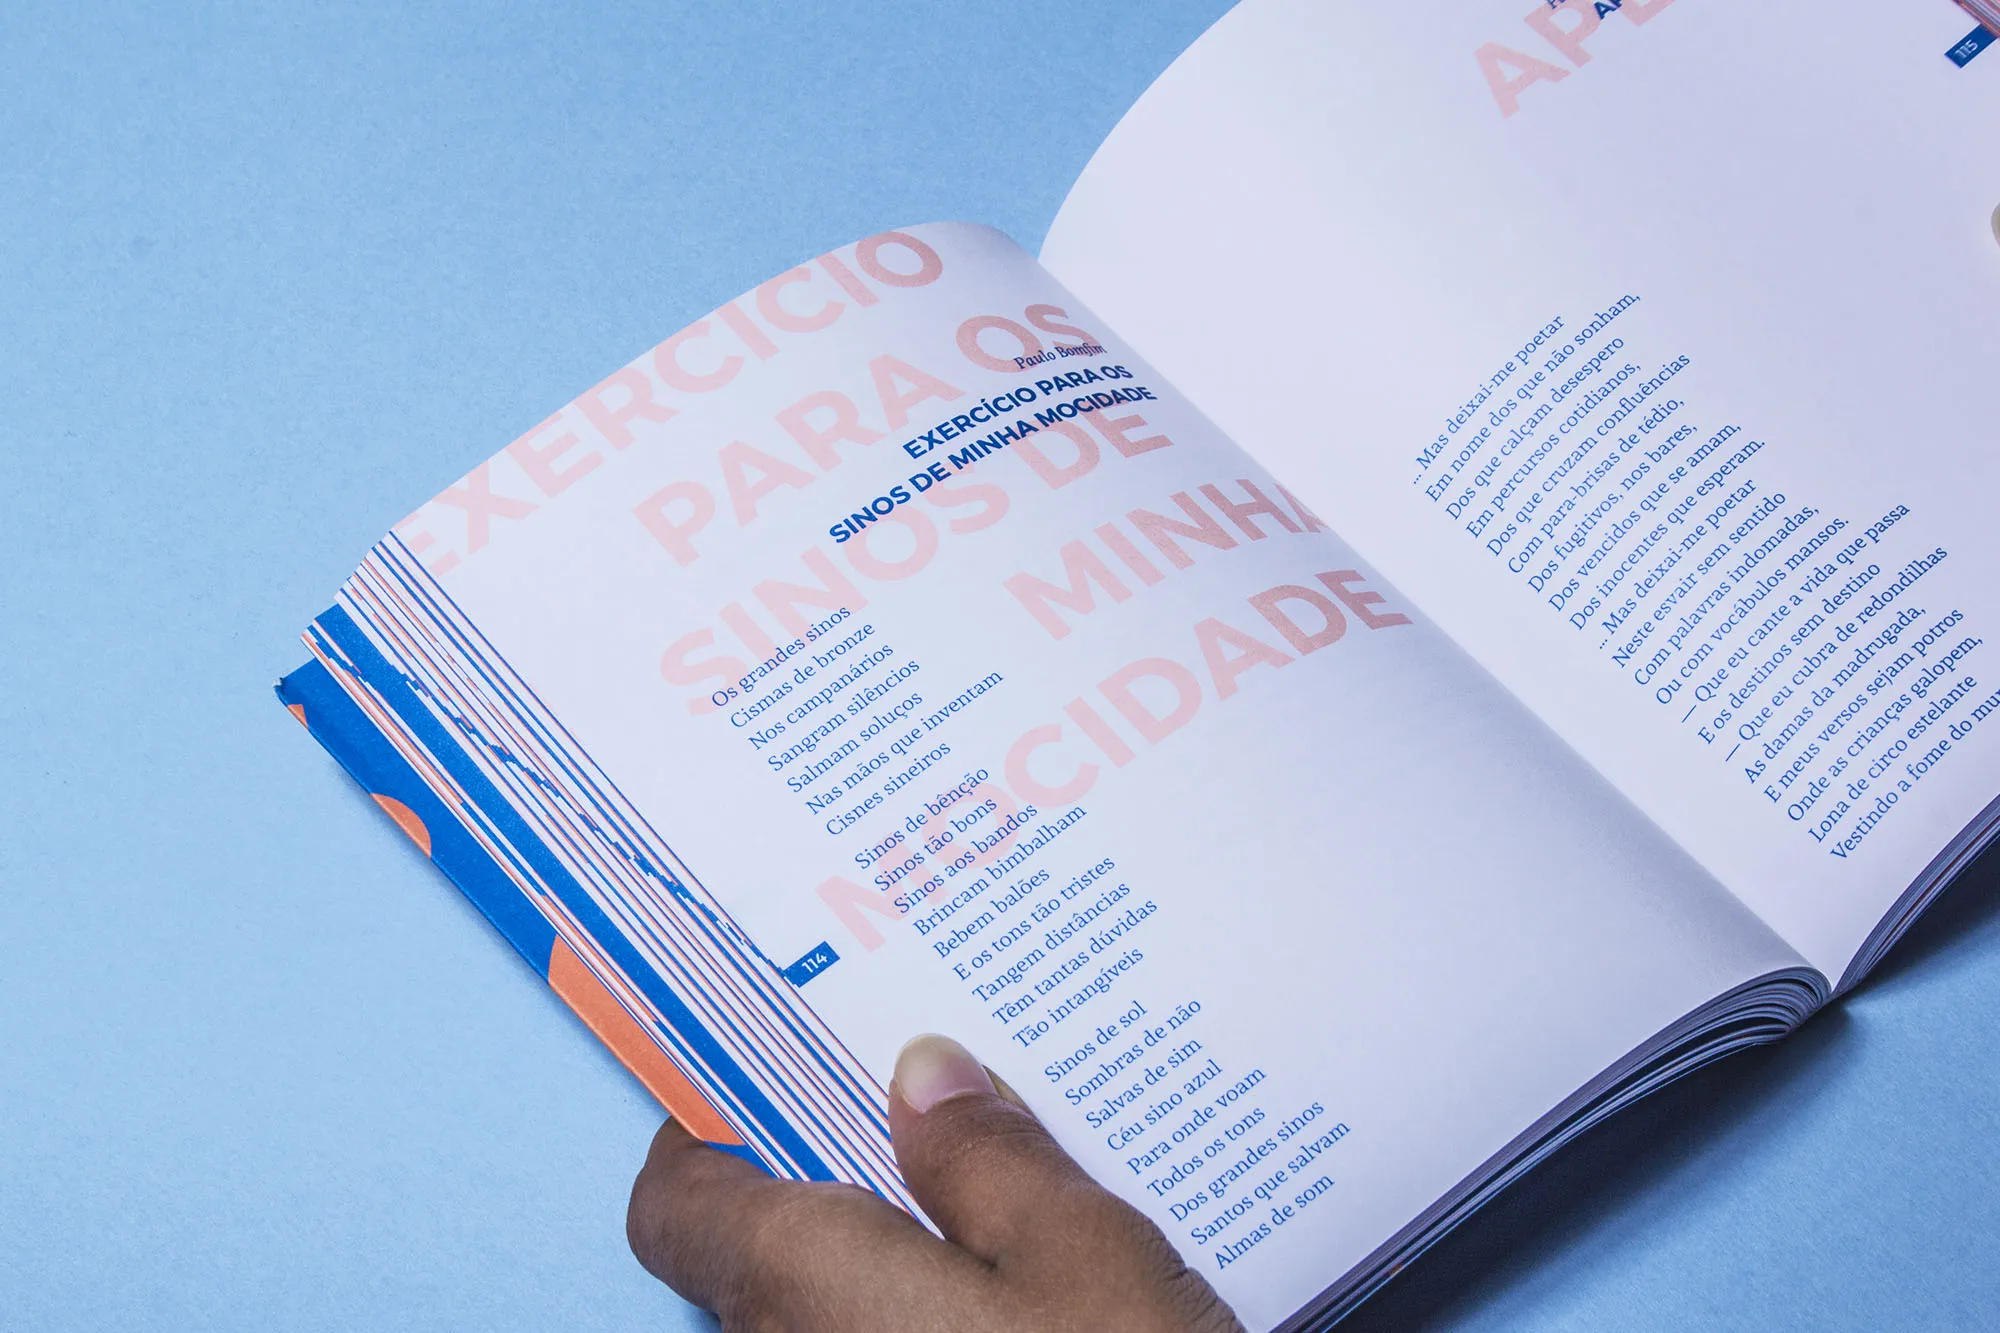 EXERCÍCIO
PARA OS
SINOS DE
MINHA
MOCIDADE
Paulo Bomfim
EXERCÍCIO PARA OS
SINOS DE MINHA MOCIDADE
Os grandes sinos
Cismas de bronze
Nos campanários
Sangram silêncios
Salmam soluços
Nas mãos que inventam
Cisnes sineiros
Sinos de bênção
Sinos tão bons
Sinos aos bandos
Brincam bimbalham
Bebem balões
E os tons tão tristes
Tangem distâncias
Têm tantas dúvidas
Tão intangíveis
Sinos de sol
Sombras de não
Salvas de sim
Céu sino azul
Para onde voam
Todos os tons
Dos grandes sinos
Santos que salvam
Almas de som
114
115
... Mas deixai-me poetar
Em nome dos que não sonham,
Dos que calçam desespero
Em percursos cotidianos,
Dos que cruzam confluências
Com para-brisas de tédio,
Dos fugitivos, nos bares,
Dos vencidos que se amam,
Dos inocentes que esperam.
... Mas deixai-me poetar
Neste esvair sem sentido
Com palavras indomadas,
Ou com vocábulos mansos.
— Que eu cante a vida que passa
E os destinos sem destino
— Que eu cubra de redondilhas
As damas da madrugada,
E meus versos sejam potros
Onde as crianças galopem,
Lona de circo estelante
Vestindo a fome do